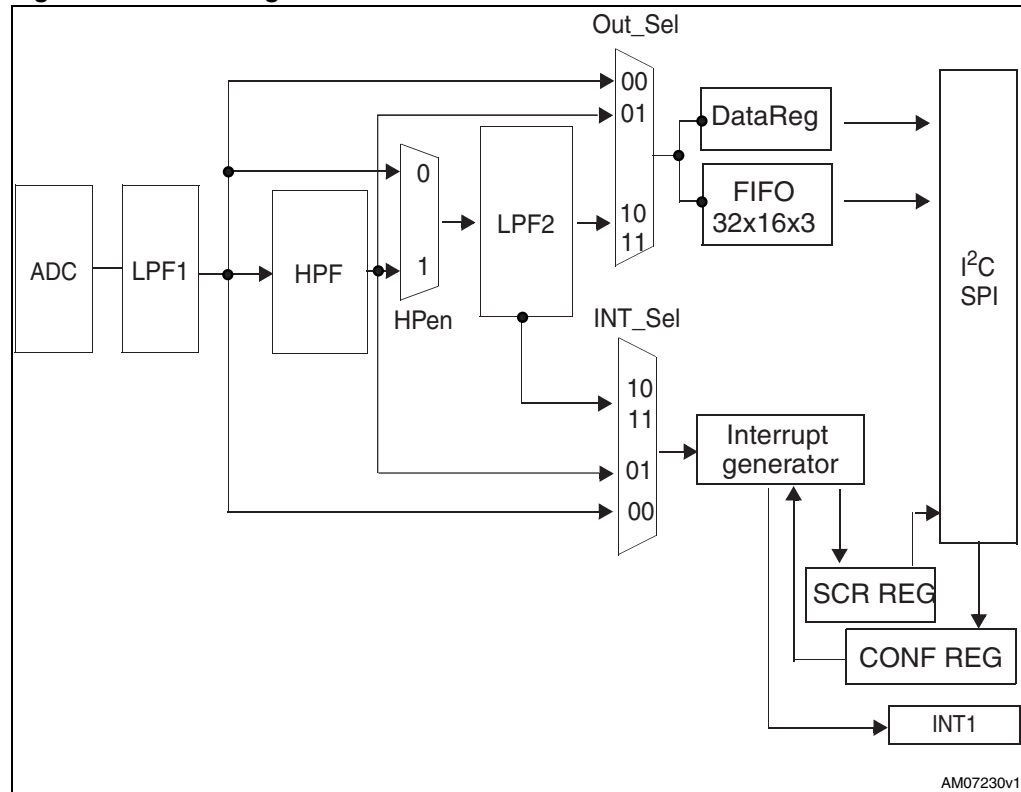 Out_Sel
00
01
10
11
DataReg
FIFO
32x16x3
I²C
SPI
ADC
LPF1
HPF
0
1
HPen
LPF2
INT_Sel
10
11
01
00
Interrupt
generator
SCR REG
CONF REG
INT1
AM07230v1